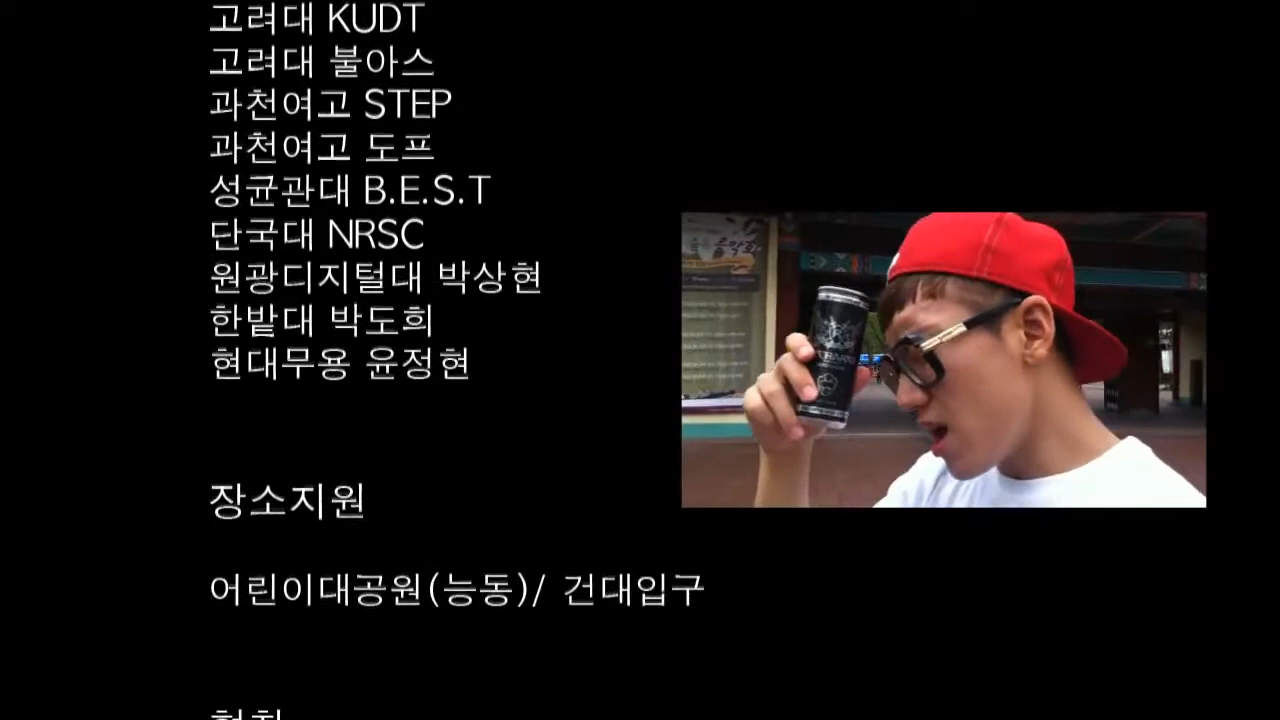 고려대 KUDT
고려대 불아스
과천여고 STEP
과천여고 도프
성균관대 B.E.S.T
단국대 NRSC
원광디지털대 박상현
한밭대 박도희
현대무용 윤정현
장소지원
어린이대공원(능동)/ 건대입구
음악회